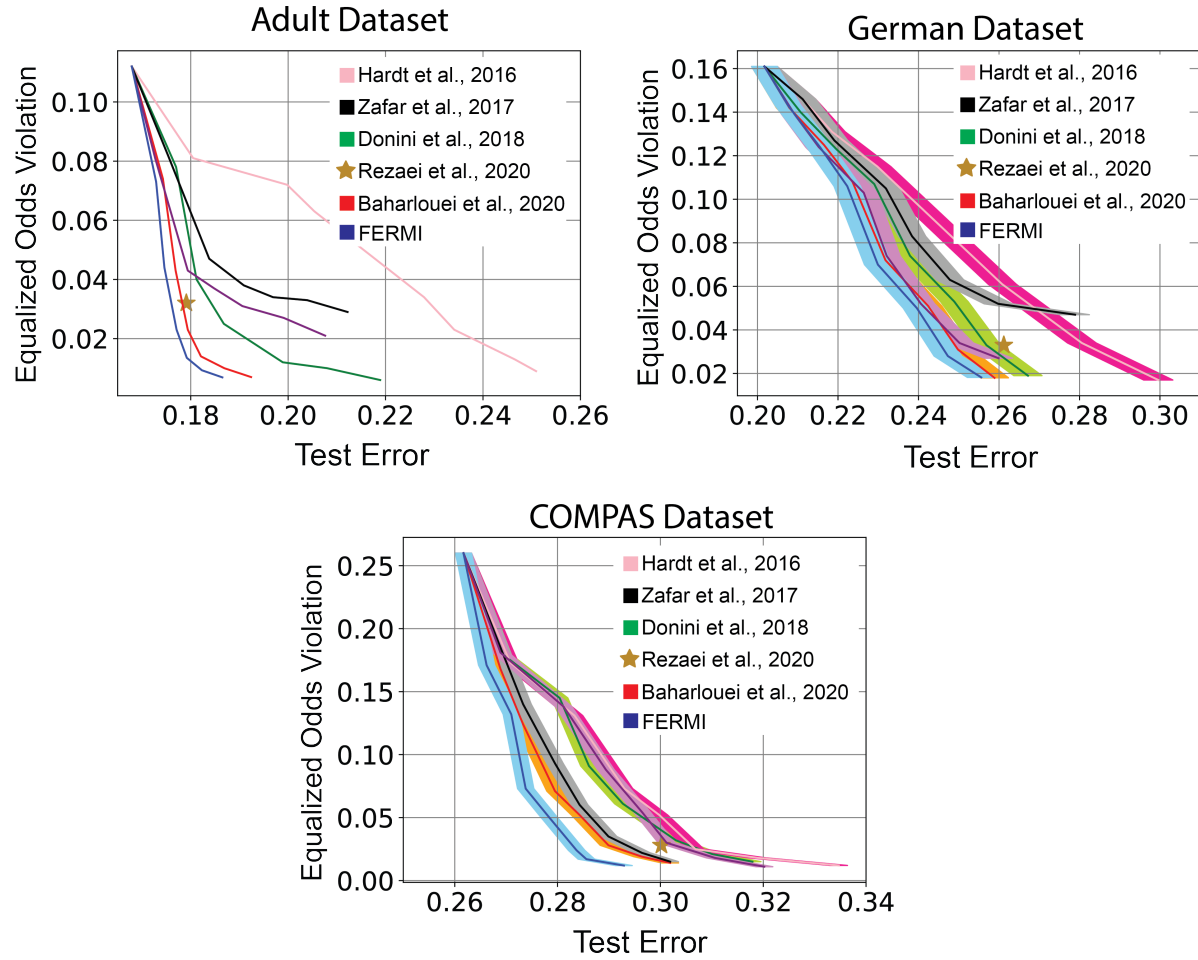 Adult Dataset
Equalized Odds Violation
0.10
0.08
0.06
0.04
0.02
Hardt et al., 2016
Zafar et al., 2017
Donini et al., 2018
Rezaei et al., 2020
Baharlouei et al., 2020
FERMI
0.18
0.20
0.22
0.24
0.26
Test Error
German Dataset
Equalized Odds Violation
0.16
0.14
0.12
0.10
0.08
0.06
0.04
0.02
Hardt et al., 2016
Zafar et al., 2017
Donini et al., 2018
Rezaei et al., 2020
Baharlouei et al., 2020
FERMI
0.20
0.22
0.24
0.26
0.28
0.30
Test Error
COMPAS Dataset
Equalized Odds Violation
0.25
0.20
0.15
0.10
0.05
0.00
Hardt et al., 2016
Zafar et al., 2017
Donini et al., 2018
Rezaei et al., 2020
Baharlouei et al., 2020
FERMI
0.26
0.28
0.30
0.32
0.34
Test Error